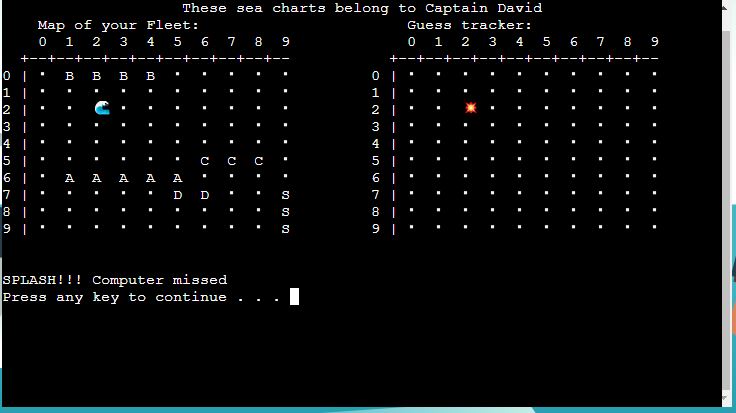 These sea charts belong to Captain David
Map of your Fleet: Guess tracker:
0 1 2 3 4 5 6 7 8 9 0 1 2 3 4 5 6 7 8 9
+--+--+--+--+--+--+--+--+--+-- +--+--+--+--+--+--+--+--+--+--
0 | · B B B B · · · · · 0 | · · · · · · · · · ·
1 | · · · · · · · · · · 1 | · · · · · · · · · ·
2 | · · 🌊 · · · · · · · 2 | · · 💥 · · · · · · ·
3 | · · · · · · · · · · 3 | · · · · · · · · · ·
4 | · · · · · · · · · · 4 | · · · · · · · · · ·
5 | · · · · · · C C C · 5 | · · · · · · · · · ·
6 | · A A A A A · · · · 6 | · · · · · · · · · ·
7 | · · · · · D D · · S 7 | · · · · · · · · · ·
8 | · · · · · · · · · S 8 | · · · · · · · · · ·
9 | · · · · · · · · · S 9 | · · · · · · · · · ·
SPLASH!!! Computer missed
Press any key to continue . . .